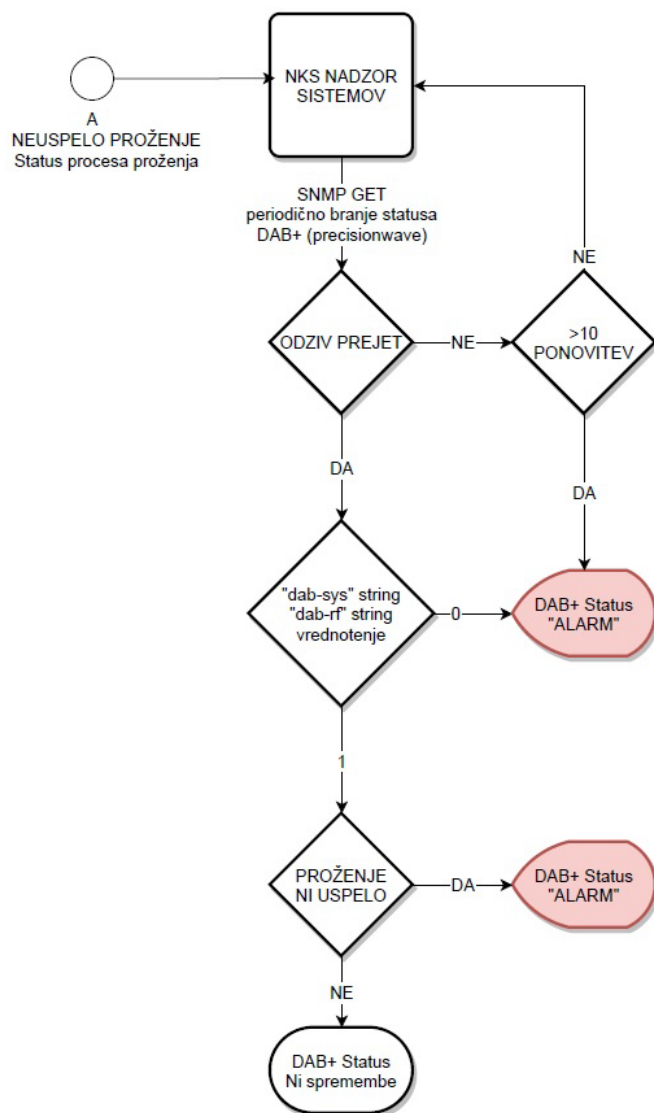 NKS NADZOR
SISTEMOV
A
NEUSPELO PROŽENJE
Status procesa proženja
SNMP GET
periodično branje statusa
DAB+ (precisionwave)
NE
ODZIV PREJET
NE
>10
PONOVITEV
DA
DA
"dab-sys" string
"dab-rf" string
vrednotenje
0
DAB+ Status
"ALARM"
1
PROŽENJE
NI USPELO
DA
DAB+ Status
"ALARM"
NE
DAB+ Status
Ni spremembe